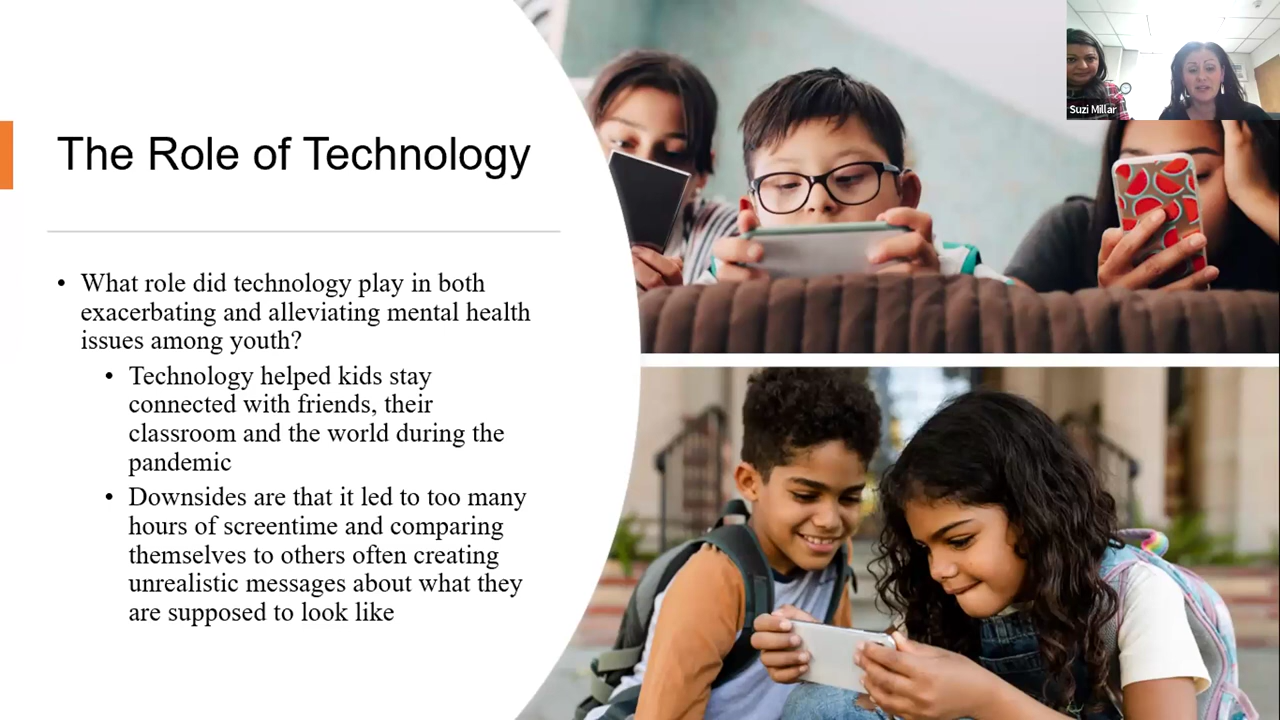 The Role of Technology
• What role did technology play in both
exacerbating and alleviating mental health
issues among youth?
• Technology helped kids stay
connected with friends, their
classroom and the world during the
pandemic
• Downsides are that it led to too many
hours of screentime and comparing
themselves to others often creating
unrealistic messages about what they
are supposed to look like
Suzi Millar